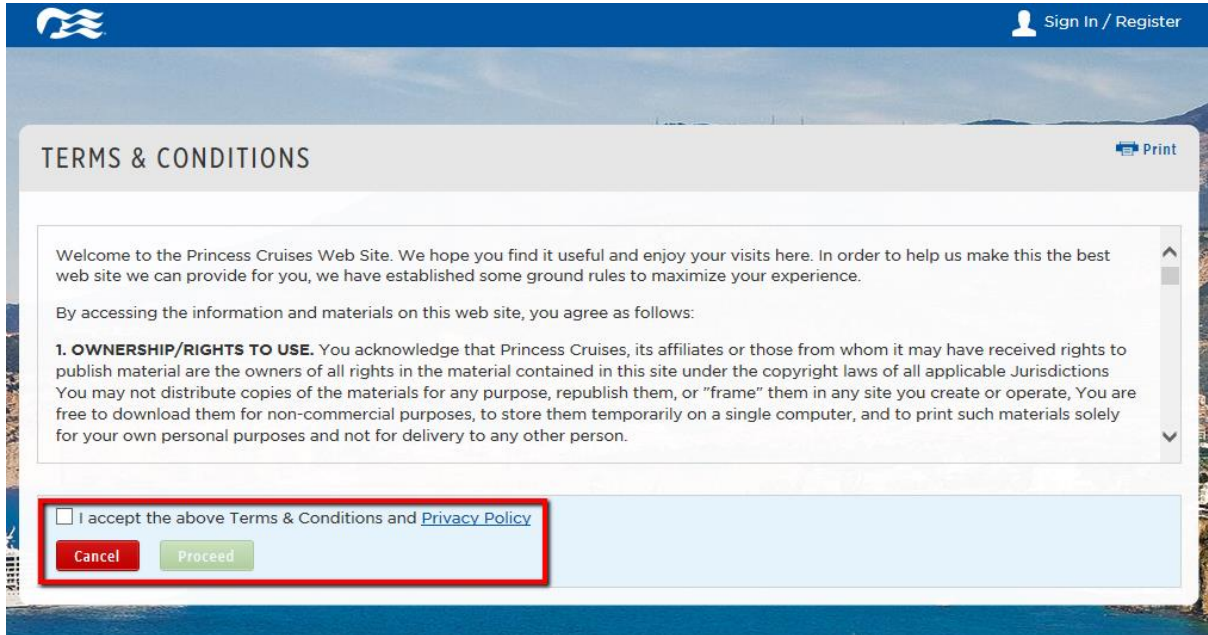 Sign In / Register
TERMS & CONDITIONS
Print
Welcome to the Princess Cruises Web Site. We hope you find it useful and enjoy your visits here. In order to help us make this the best
web site we can provide for you, we have established some ground rules to maximize your experience.
By accessing the information and materials on this web site, you agree as follows:
1. OWNERSHIP/RIGHTS TO USE. You acknowledge that Princess Cruises, its affiliates or those from whom it may have received rights to
publish material are the owners of all rights in the material contained in this site under the copyright laws of all applicable Jurisdictions
You may not distribute copies of the materials for any purpose, republish them, or "frame" them in any site you create or operate, You are
free to download them for non-commercial purposes, to store them temporarily on a single computer, and to print such materials solely
for your own personal purposes and not for delivery to any other person.
I accept the above Terms & Conditions and Privacy Policy
Cancel Proceed